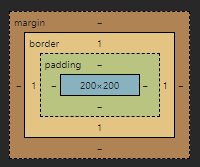 margin –
border 1
padding –
– 1 – 200×200 – 1 –
–
1
–